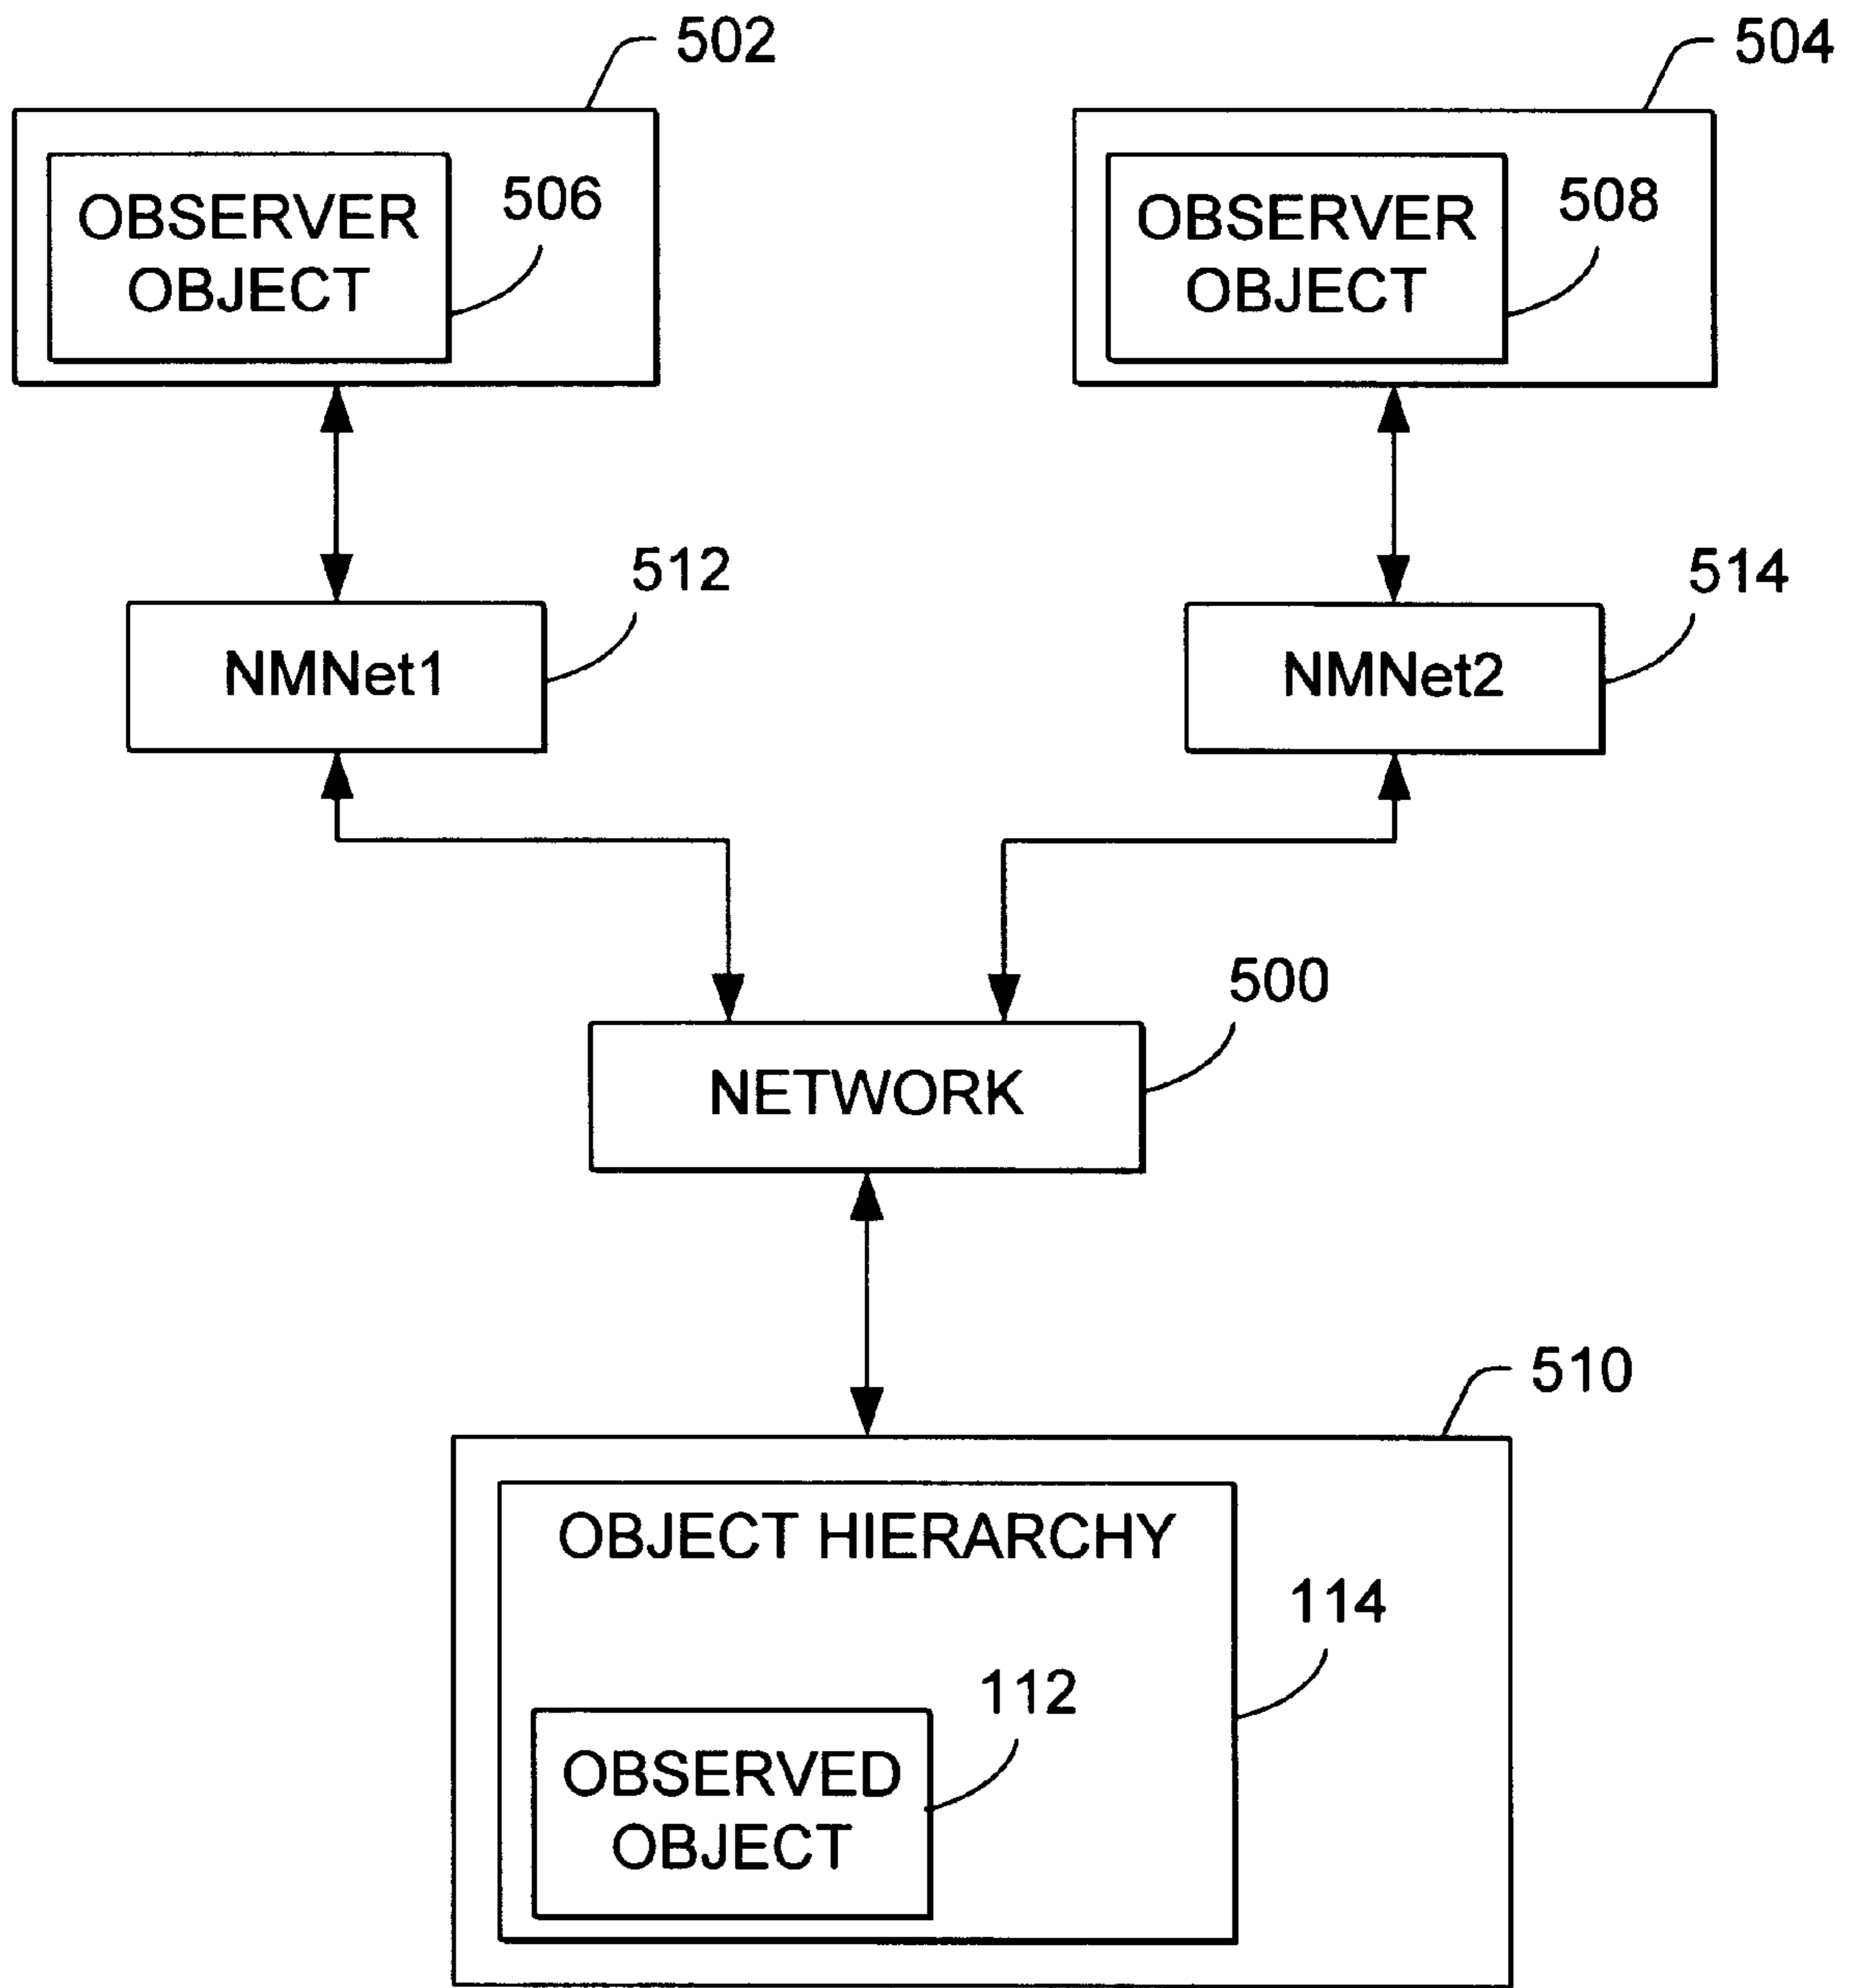 502
504
OBSERVER
OBJECT
506
OBSERVER
OBJECT
508
512
514
NMNet1
NMNet2
500
NETWORK
510
OBJECT HIERARCHY
114
112
OBSERVED
OBJECT